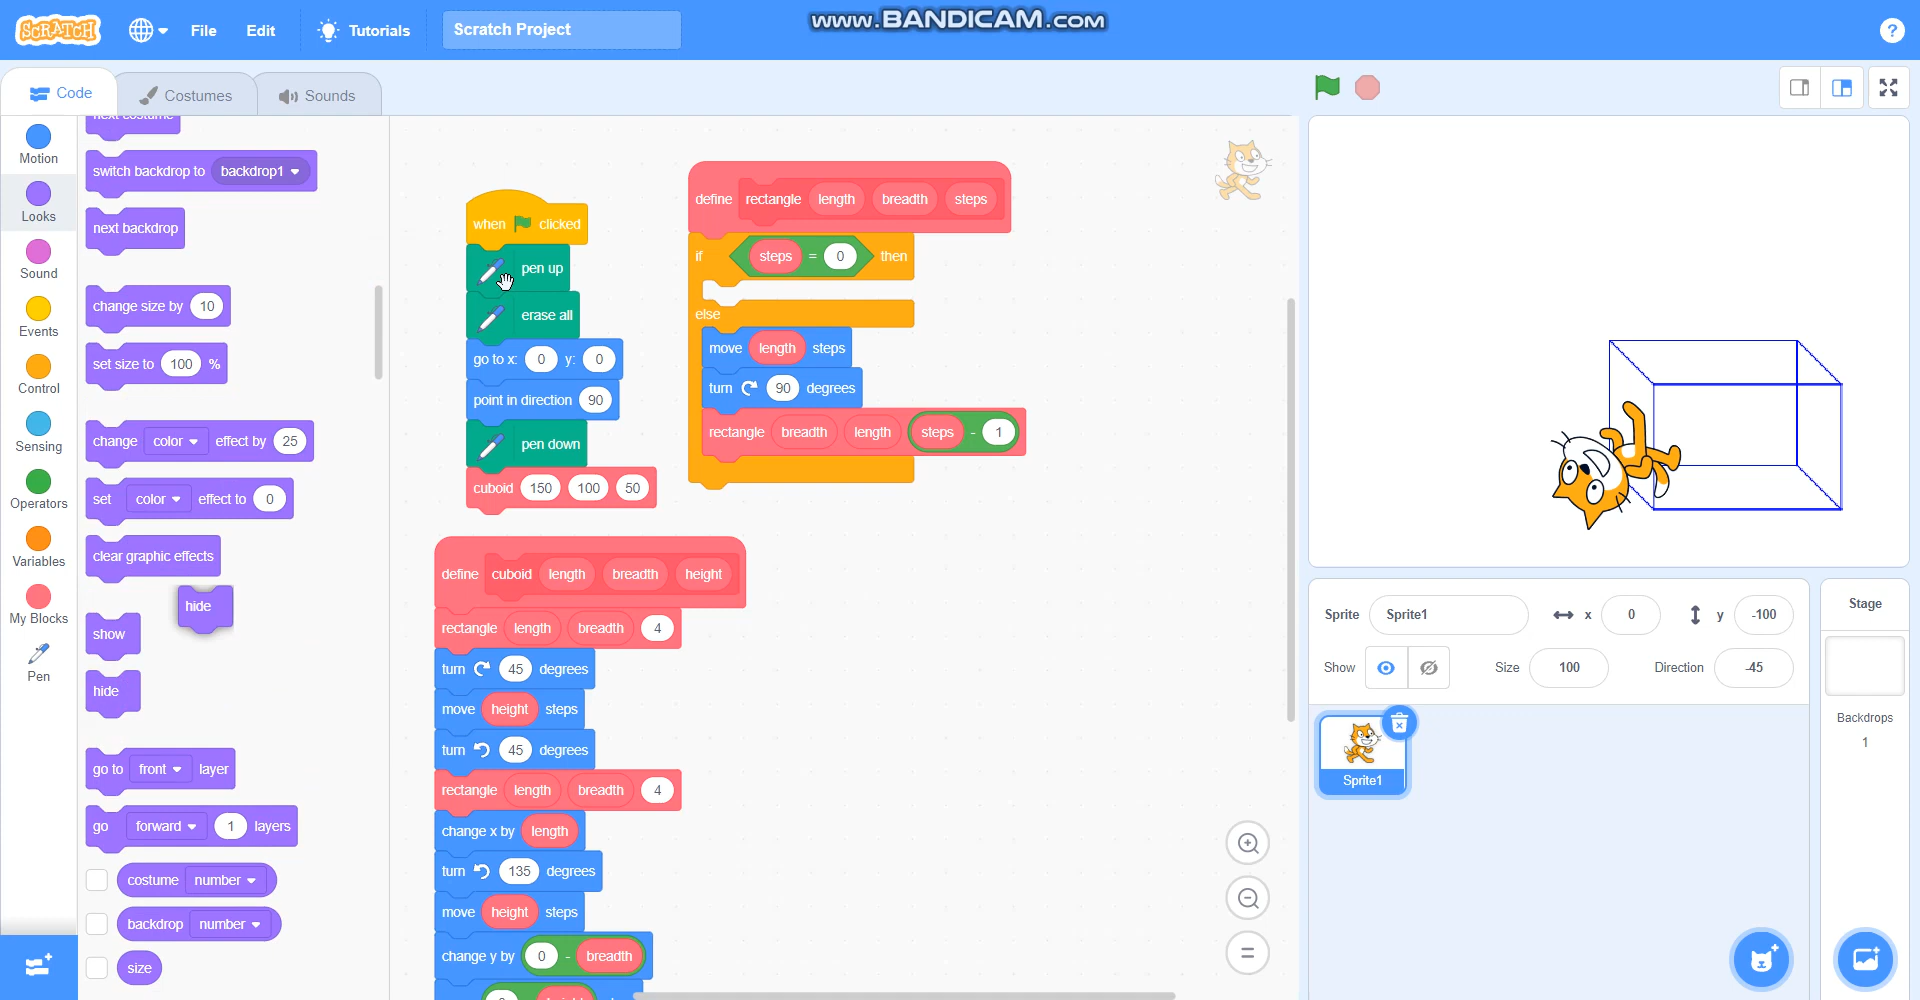 SCRATCH
File
Edit
Tutorials
Scratch Project
www.BANDICAM.com
?
Code
Costumes
Sounds
Motion
Looks
Sound
Events
Control
Sensing
Operators
Variables
My Blocks
Pen
next costume
switch backdrop to backdrop1
next backdrop
change size by 10
set size to 100 %
change color effect by 25
set color effect to 0
clear graphic effects
hide
show
hide
go to front layer
go forward 1 layers
costume number
backdrop number
size
when clicked
pen up
erase all
go to x: 0 y: 0
point in direction 90
pen down
cuboid 150 100 50
define rectangle length breadth steps
if steps = 0 then
else
move length steps
turn 90 degrees
rectangle breadth length steps - 1
define cuboid length breadth height
rectangle length breadth 4
turn 45 degrees
move height steps
turn 45 degrees
rectangle length breadth 4
change x by length
turn 135 degrees
move height steps
change y by 0 - breadth
Sprite Sprite1 x 0 y -100
Show Size 100 Direction -45
Sprite1
Stage
Backdrops
1